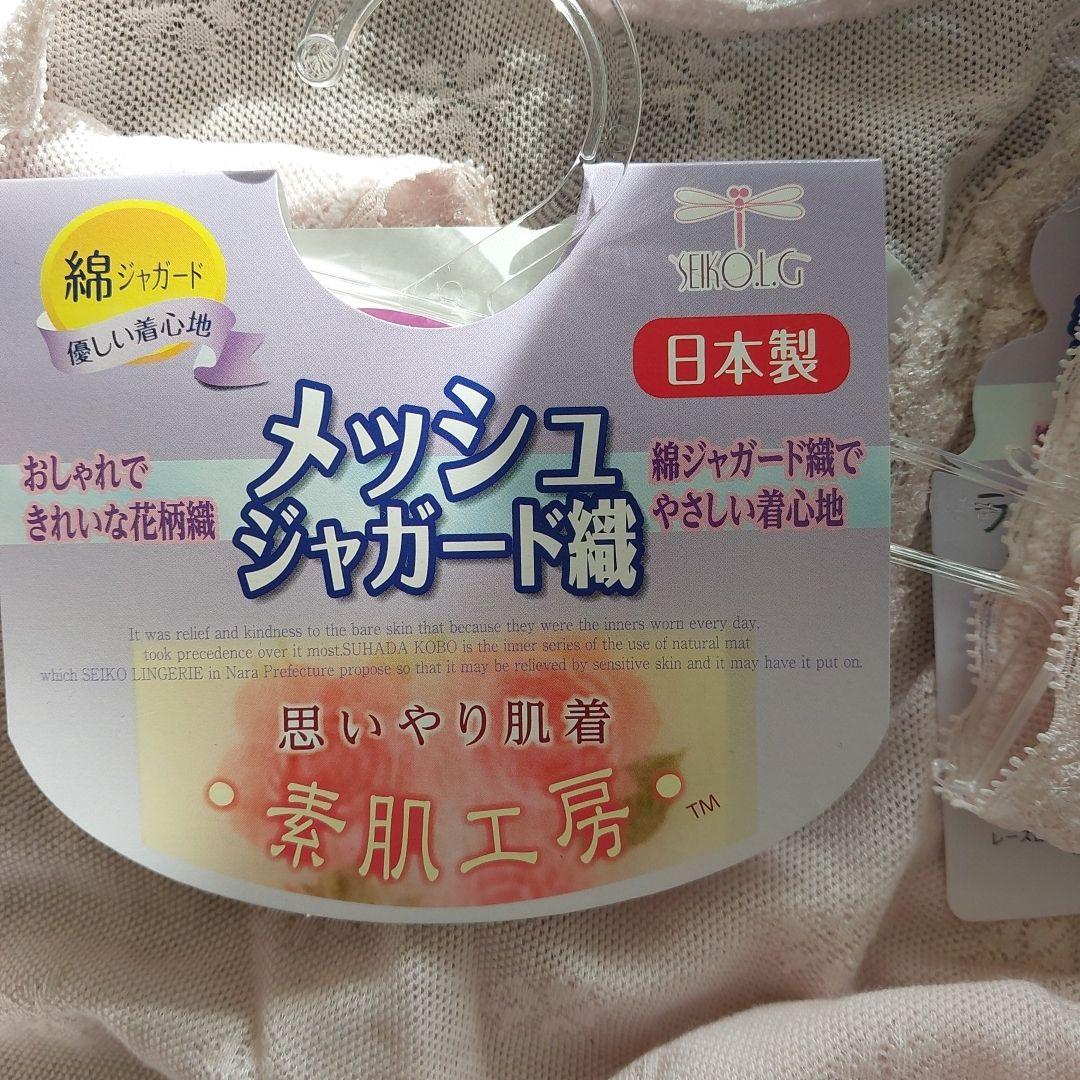 綿ジャガード
優しい着心地
SEIKO.L.G
日本製
メッシュ
ジャガード織
おしゃれで
きれいな花柄織
綿ジャガード織で
やさしい着心地
It was relief and kindness to the bare skin that because they were the inners worn every day,
took precedence over it most.SUHADA KOBO is the inner series of the use of natural mat
which SEIKO LINGERIE in Nara Prefecture propose so that it may be relieved by sensitive skin and it may have it put on.
思いやり肌着
・素肌工房・™
ラ
レース